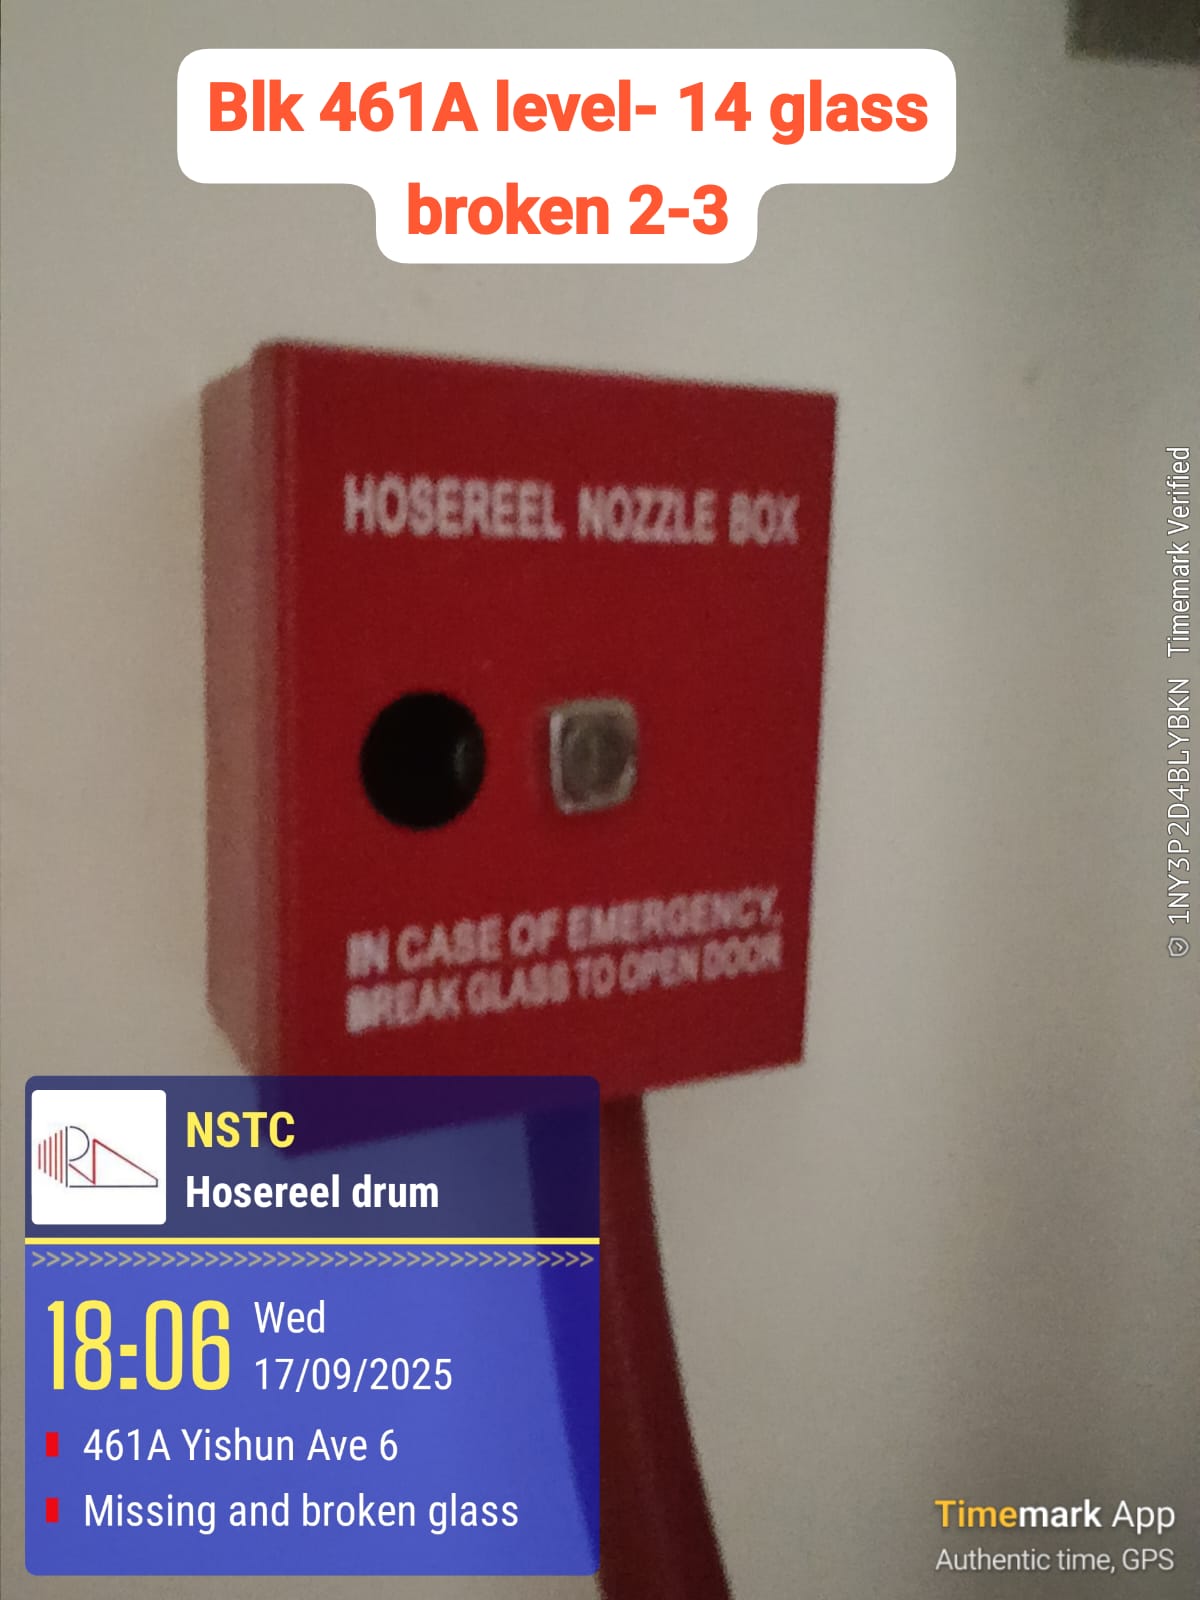 Blk 461A level- 14 glass
broken 2-3
HOSEREEL NOZZLE BOX
IN CASE OF EMERGENCY,
BREAK GLASS TO OPEN DOOR
NSTC
Hosereel drum
>>>>>>>>>>>>>>>>>>>>>>>>>>>>>>>>>>>>>>>
18:06
Wed
17/09/2025
461A Yishun Ave 6
Missing and broken glass
Timemark App
Authentic time, GPS
1NY3P2D4BLYBKN Timemark Verified